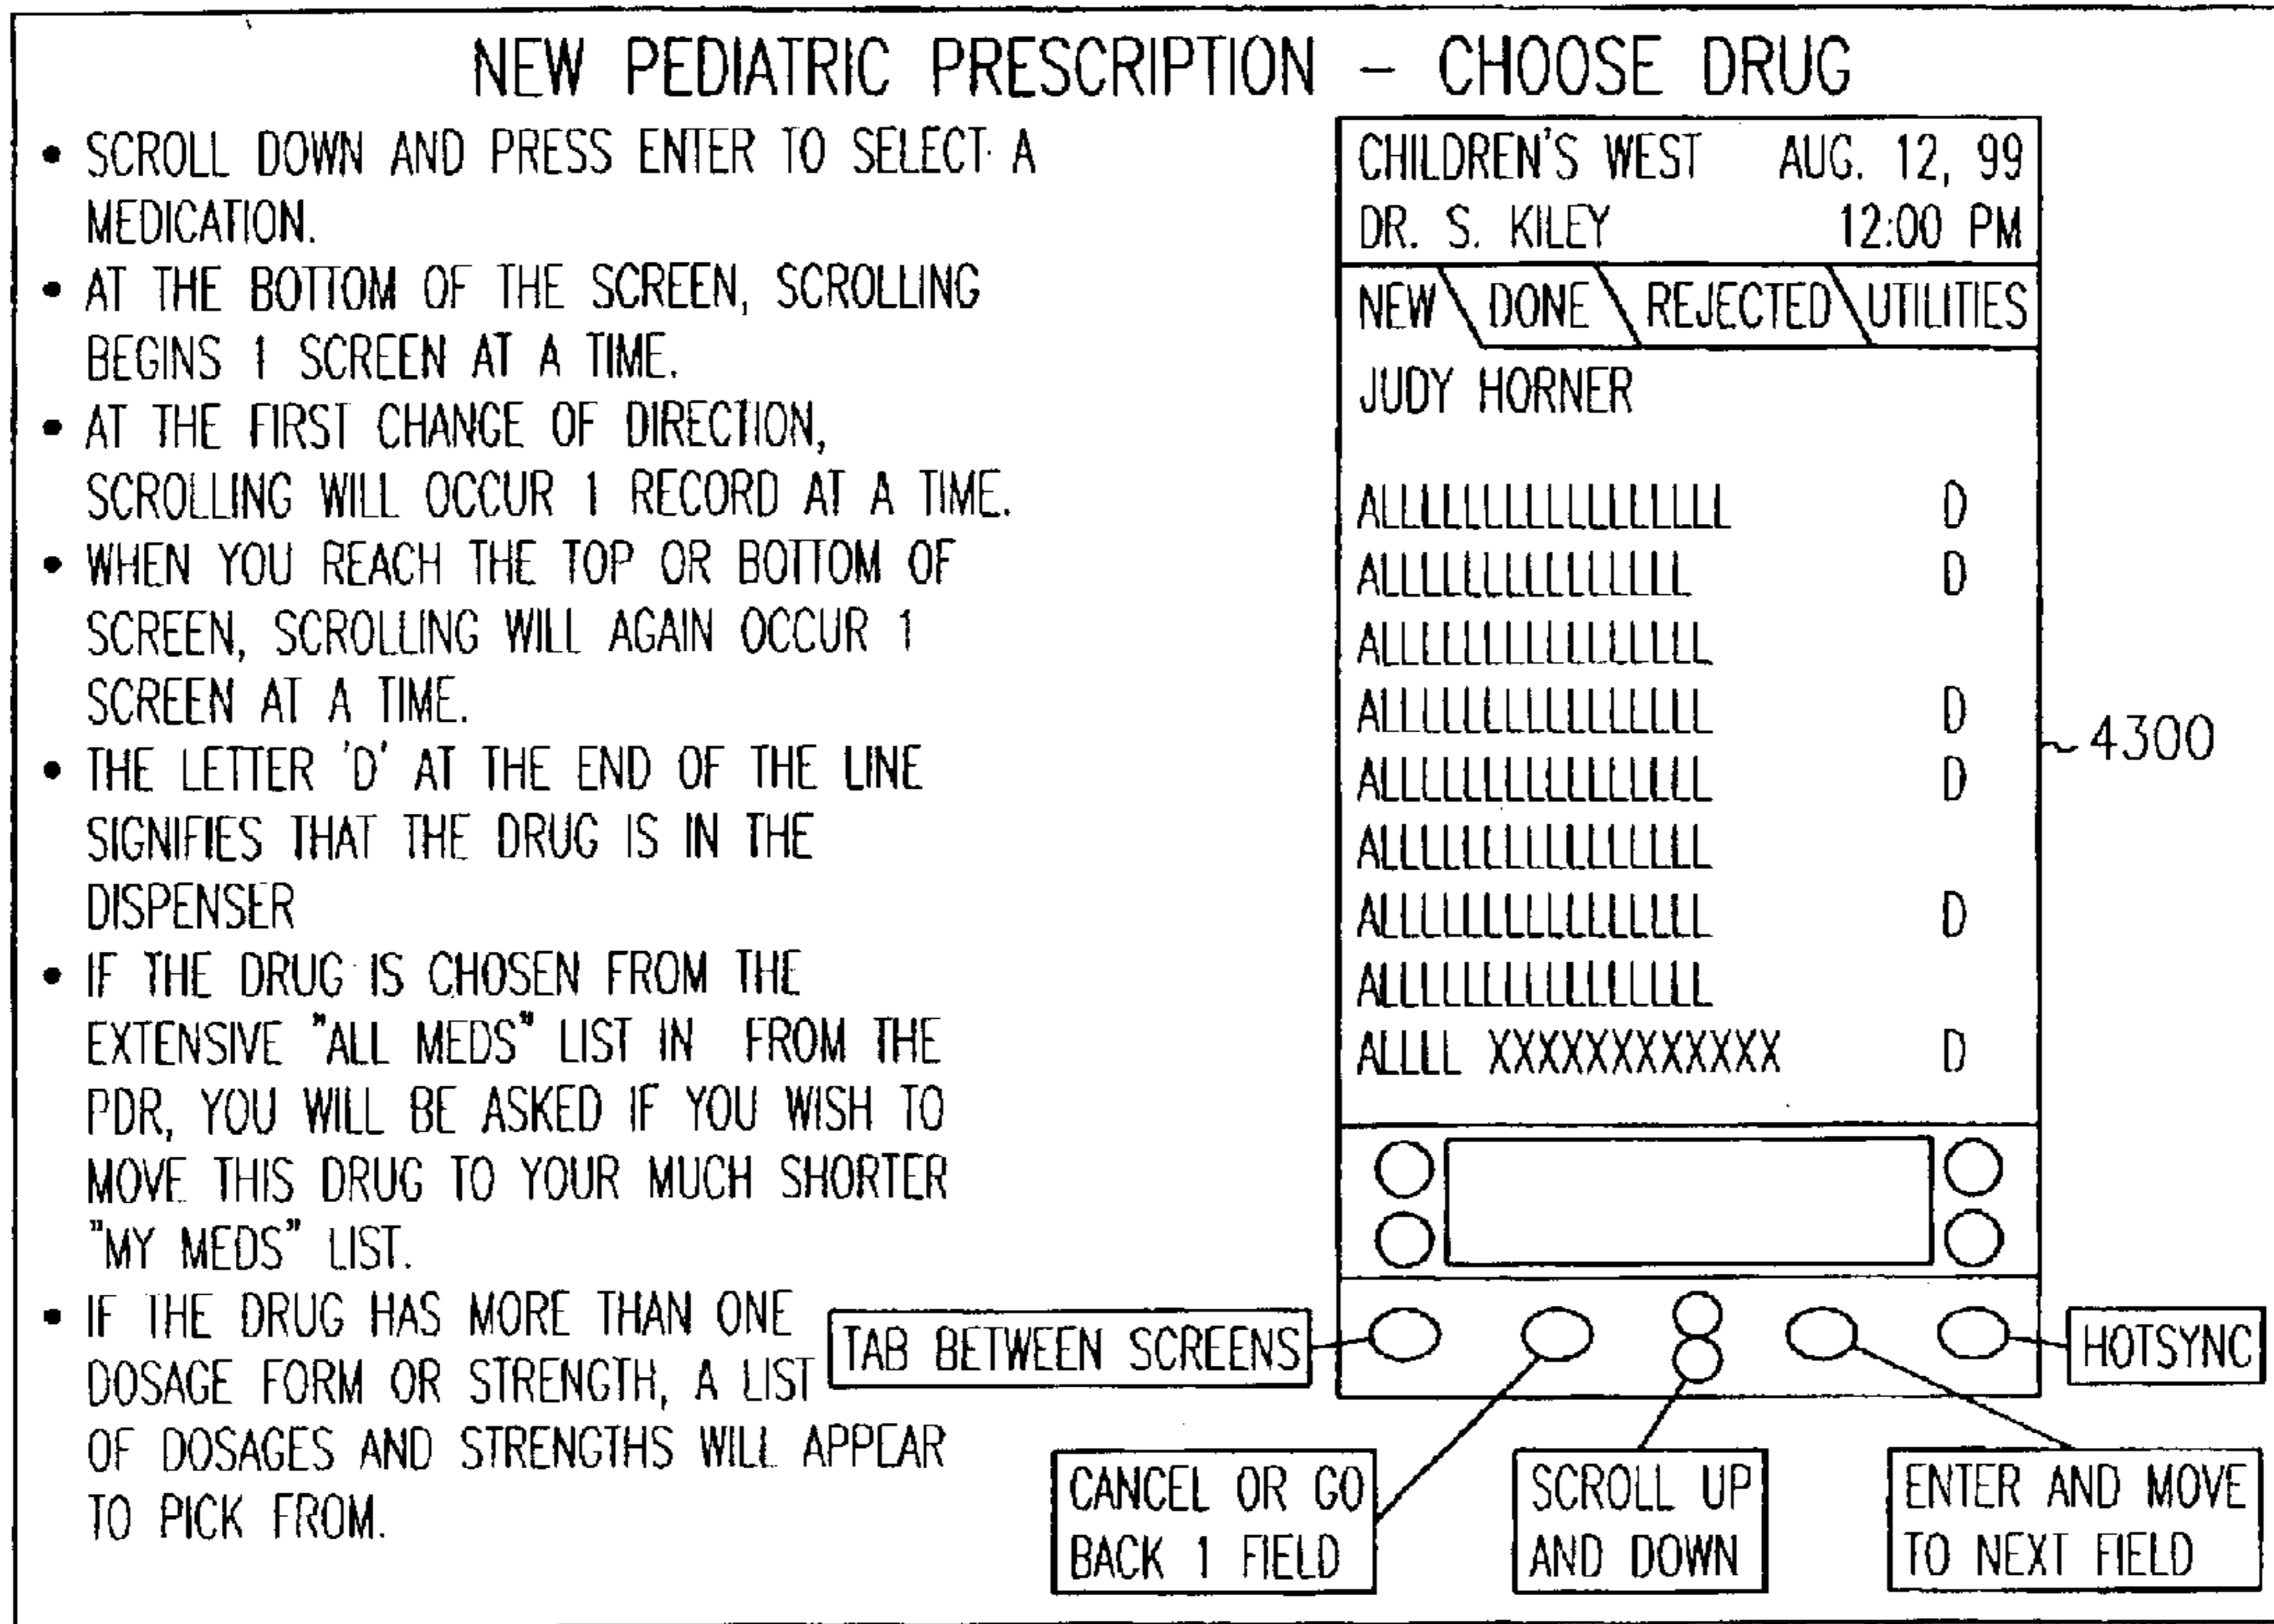 NEW PEDIATRIC PRESCRIPTION – CHOOSE DRUG
• SCROLL DOWN AND PRESS ENTER TO SELECT A
MEDICATION.
• AT THE BOTTOM OF THE SCREEN, SCROLLING
BEGINS 1 SCREEN AT A TIME.
• AT THE FIRST CHANGE OF DIRECTION,
SCROLLING WILL OCCUR 1 RECORD AT A TIME.
• WHEN YOU REACH THE TOP OR BOTTOM OF
SCREEN, SCROLLING WILL AGAIN OCCUR 1
SCREEN AT A TIME.
• THE LETTER 'D' AT THE END OF THE LINE
SIGNIFIES THAT THE DRUG IS IN THE
DISPENSER
• IF THE DRUG IS CHOSEN FROM THE
EXTENSIVE "ALL MEDS" LIST IN FROM THE
PDR, YOU WILL BE ASKED IF YOU WISH TO
MOVE THIS DRUG TO YOUR MUCH SHORTER
"MY MEDS" LIST.
• IF THE DRUG HAS MORE THAN ONE
DOSAGE FORM OR STRENGTH, A LIST
OF DOSAGES AND STRENGTHS WILL APPEAR
TO PICK FROM.
CHILDREN'S WEST AUG. 12, 99
DR. S. KILEY 12:00 PM
NEW DONE REJECTED UTILITIES
JUDY HORNER
ALLLLLLLLLLLLLLLLL D
ALLLLLLLLLLLLLLL D
ALLLLLLLLLLLLLLLL
ALLLLLLLLLLLLLLLL D
ALLLLLLLLLLLLLLLL D
ALLLLLLLLLLLLLLLL
ALLLLLLLLLLLLLLLL D
ALLLLLLLLLLLLLLLL
ALLLL XXXXXXXXXXXX D
4300
TAB BETWEEN SCREENS
HOTSYNC
CANCEL OR GO
BACK 1 FIELD
SCROLL UP
AND DOWN
ENTER AND MOVE
TO NEXT FIELD